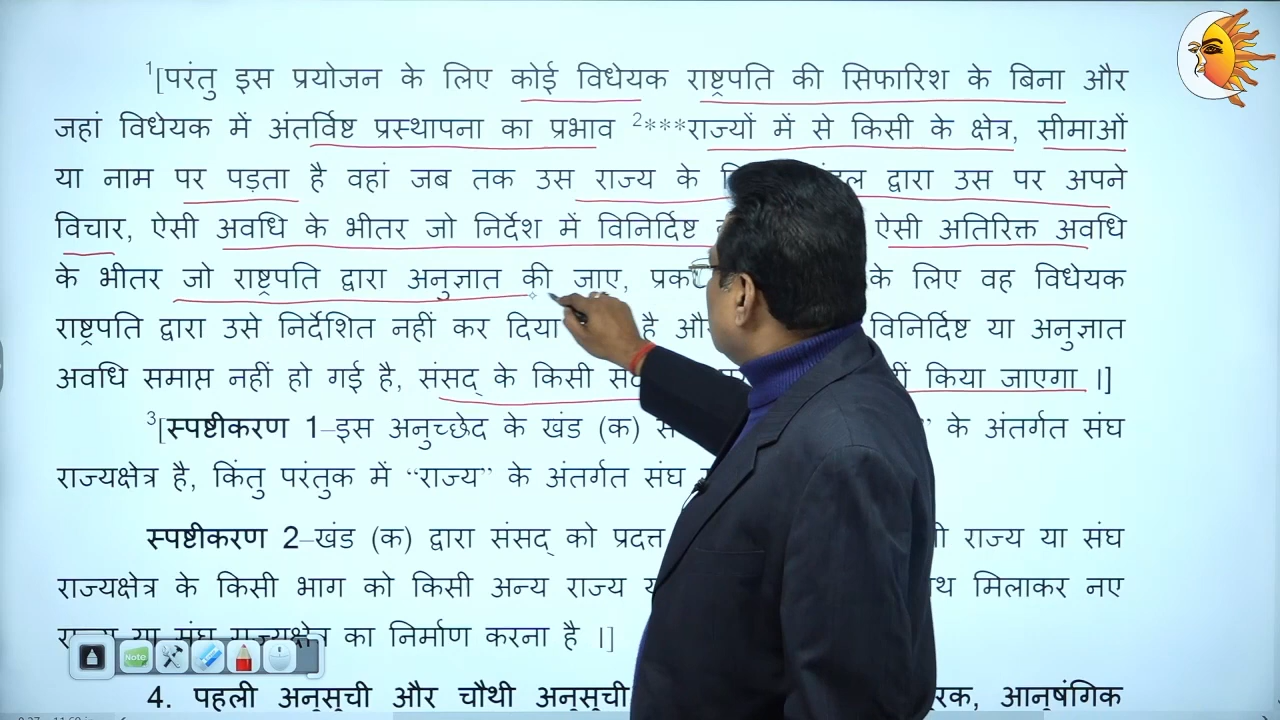 ¹[परंतु इस प्रयोजन के लिए कोई विधेयक राष्ट्रपति की सिफारिश के बिना और
जहां विधेयक में अंतर्विष्ट प्रस्थापना का प्रभाव ²***राज्यों में से किसी के क्षेत्र, सीमाओं
या नाम पर पड़ता है वहां जब तक उस राज्य के द्वारा उस पर अपने
विचार, ऐसी अवधि के भीतर जो निर्देश में विनिर्दिष्ट ऐसी अतिरिक्त अवधि
के भीतर जो राष्ट्रपति द्वारा अनुज्ञात की जाए, के लिए वह विधेयक
राष्ट्रपति द्वारा उसे निर्देशित नहीं कर दिया है विनिर्दिष्ट या अनुज्ञात
अवधि समाप्त नहीं हो गई है, संसद् के किसी किया जाएगा ।]
³[स्पष्टीकरण 1–इस अनुच्छेद के खंड (क) के अंतर्गत संघ
राज्यक्षेत्र है, किंतु परंतुक में “राज्य” के अंतर्गत संघ
स्पष्टीकरण 2–खंड (क) द्वारा संसद् को प्रदत्त राज्य या संघ
राज्यक्षेत्र के किसी भाग को किसी अन्य राज्य मिलाकर नए
राज्य या संघ राज्यक्षेत्र का निर्माण करना है ।]
Note
4. पहली अनुसूची और चौथी अनुसूची आनुषंगिक